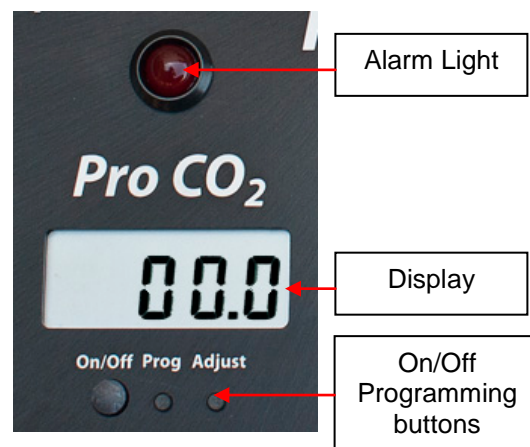 Alarm Light
Pro CO₂
00.0
Display
On/Off Prog Adjust
On/Off
Programming
buttons